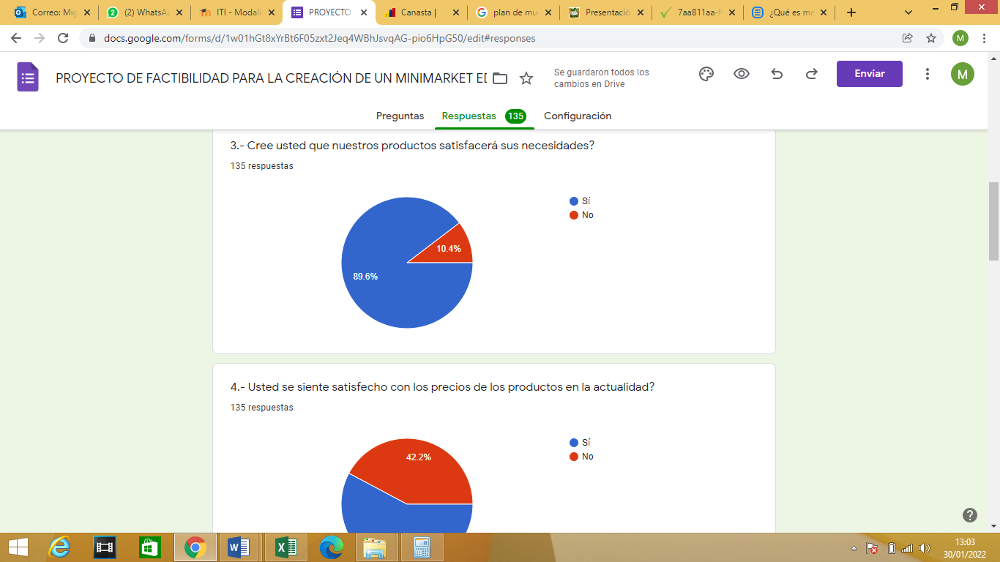 Correo: Mig
(2) WhatsAp
ITI - Modali
PROYECTO
Canasta |
plan de mu
Presentació
7aa811aa-f
¿Qué es me
docs.google.com/forms/d/1w01hGt8xYrBt6F05zxt2Jeq4WBhJsvqAG-pio6HpG50/edit#responses
M
PROYECTO DE FACTIBILIDAD PARA LA CREACIÓN DE UN MINIMARKET ED
Se guardaron todos los
cambios en Drive
Enviar
M
Preguntas
Respuestas 135
Configuración
3.- Cree usted que nuestros productos satisfacerá sus necesidades?
135 respuestas
Sí
No
10.4%
89.6%
4.- Usted se siente satisfecho con los precios de los productos en la actualidad?
135 respuestas
Sí
No
42.2%
13:03
30/01/2022